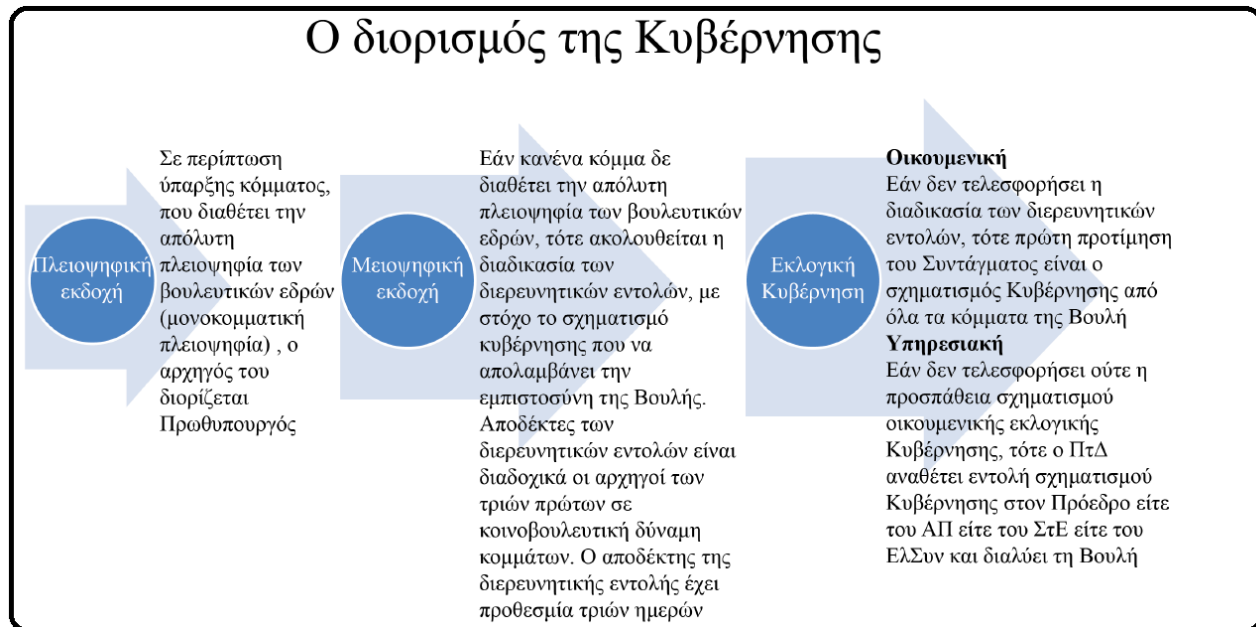 Ο διορισμός της Κυβέρνησης
Πλειοψηφική
εκδοχή
Σε περίπτωση
ύπαρξης κόμματος,
που διαθέτει την
απόλυτη
πλειοψηφία των
βουλευτικών εδρών
(μονοκομματική
πλειοψηφία) , ο
αρχηγός του
διορίζεται
Πρωθυπουργός
Μειοψηφική
εκδοχή
Εάν κανένα κόμμα δε
διαθέτει την απόλυτη
πλειοψηφία των βουλευτικών
εδρών, τότε ακολουθείται η
διαδικασία των
διερευνητικών εντολών, με
στόχο το σχηματισμό
κυβέρνησης που να
απολαμβάνει την
εμπιστοσύνη της Βουλής.
Αποδέκτες των
διερευνητικών εντολών είναι
διαδοχικά οι αρχηγοί των
τριών πρώτων σε
κοινοβουλευτική δύναμη
κομμάτων. Ο αποδέκτης της
διερευνητικής εντολής έχει
προθεσμία τριών ημερών
Εκλογική
Κυβέρνηση
Οικουμενική
Εάν δεν τελεσφορήσει η
διαδικασία των διερευνητικών
εντολών, τότε πρώτη προτίμηση
του Συντάγματος είναι ο
σχηματισμός Κυβέρνησης από
όλα τα κόμματα της Βουλή
Υπηρεσιακή
Εάν δεν τελεσφορήσει ούτε η
προσπάθεια σχηματισμού
οικουμενικής εκλογικής
Κυβέρνησης, τότε ο ΠτΔ
αναθέτει εντολή σχηματισμού
Κυβέρνησης στον Πρόεδρο είτε
του ΑΠ είτε του ΣτΕ είτε του
ΕλΣυν και διαλύει τη Βουλή